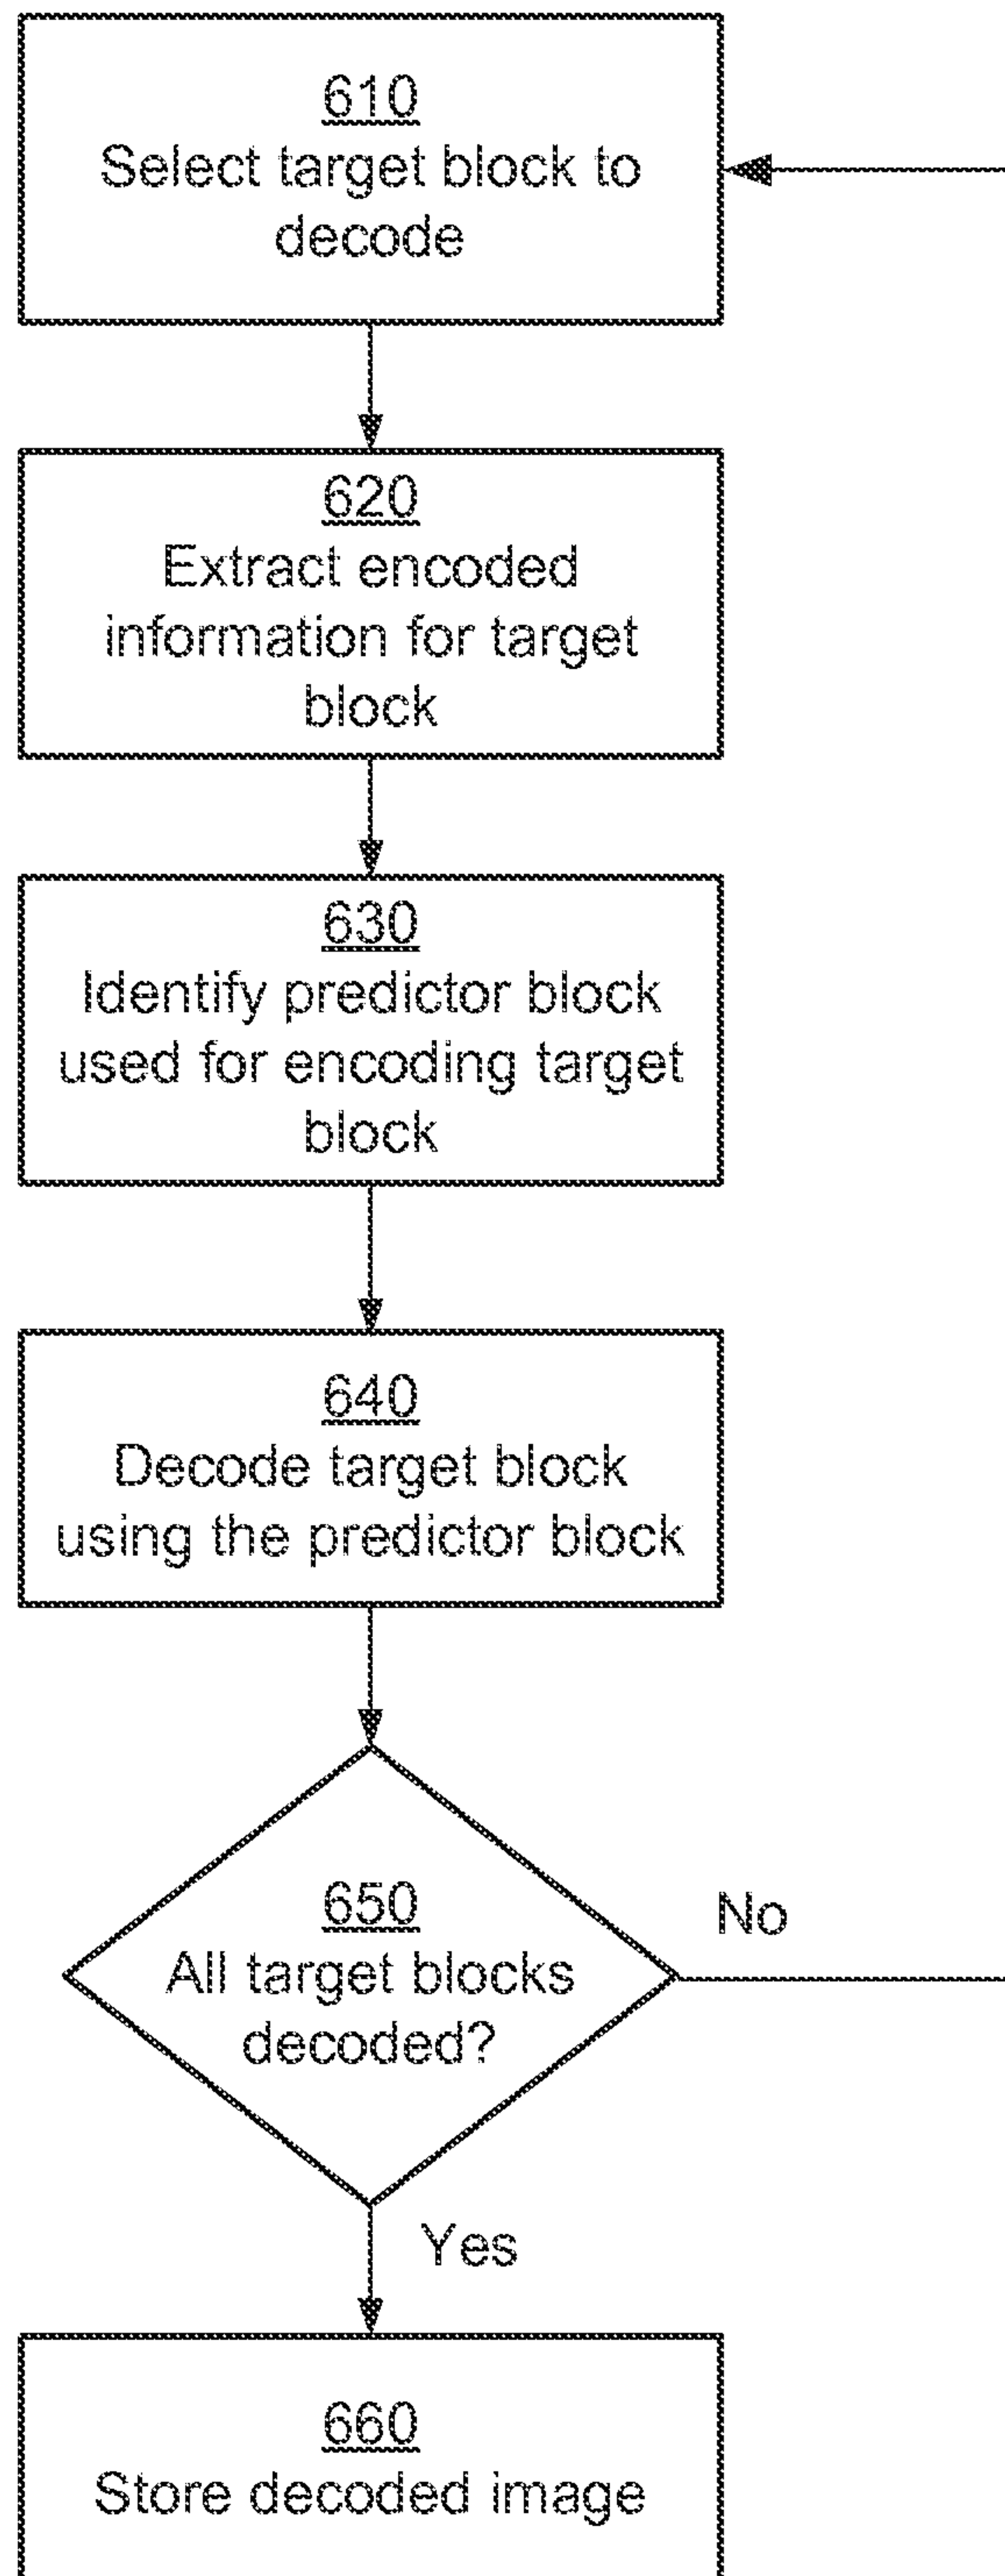 610
Select target block to
decode
620
Extract encoded
information for target
block
630
Identify predictor block
used for encoding target
block
640
Decode target block
using the predictor block
650
All target blocks
decoded?
No
Yes
660
Store decoded image